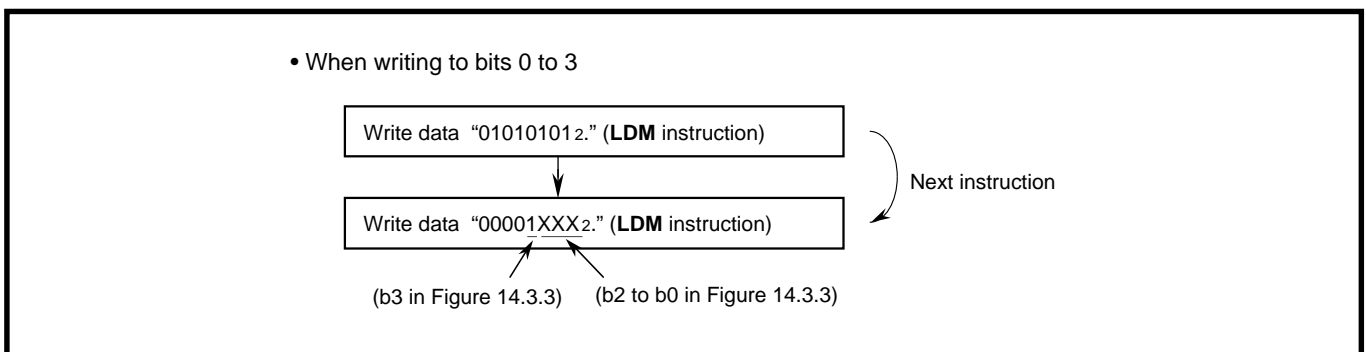 • When writing to bits 0 to 3
Write data “01010101₂.” (LDM instruction)
Next instruction
Write data “00001XXX₂.” (LDM instruction)
(b3 in Figure 14.3.3)
(b2 to b0 in Figure 14.3.3)